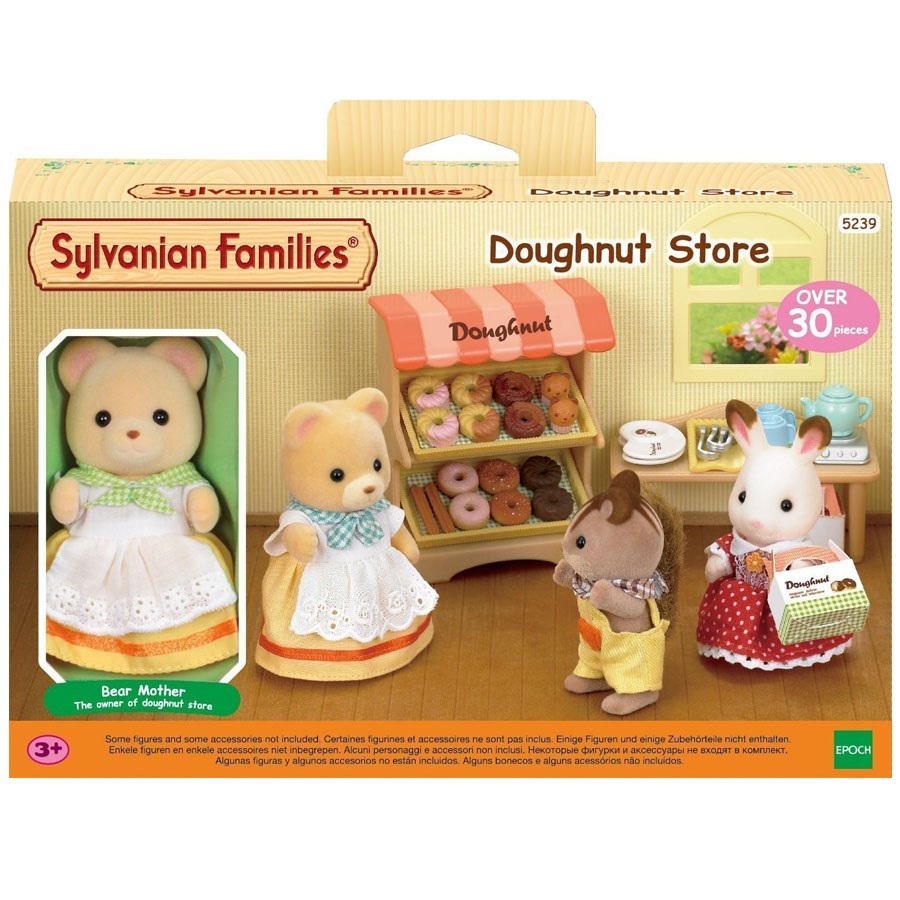 Sylvanian Families® Doughnut Store
Sylvanian Families®
Doughnut Store
5239
OVER
30 pieces
Doughnut
Doughnut
Bear Mother
The owner of doughnut store
3+
Some figures and some accessories not included. Certaines figurines et accessoires ne sont pas inclus. Einige Figuren und einige Zubehörteile nicht enthalten.
Enkele figuren en enkele accessoires niet inbegrepen. Alcuni personaggi e accessori non inclusi. Некоторые фигурки и аксессуары не входят в комплект.
Algunas figuras y algunos accesorios no están incluidos. Alguns bonecos e alguns acessórios não incluídos.
EPOCH